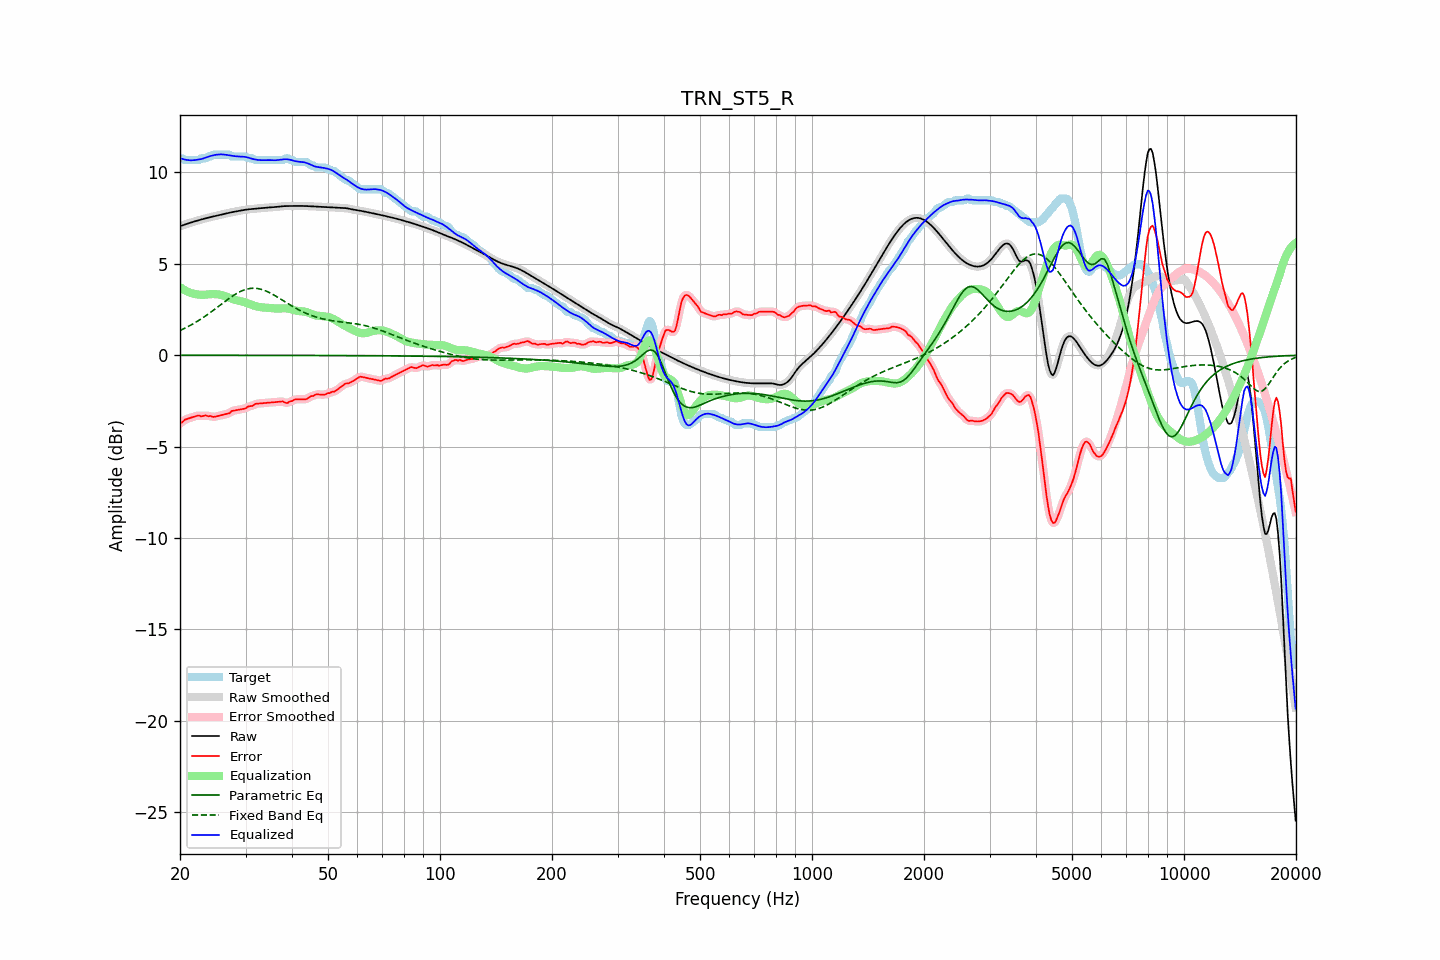 TRN_ST5_R
Amplitude (dBr)
10
5
0
−5
−10
−15
−20
−25
Target
Raw Smoothed
Error Smoothed
Raw
Error
Equalization
Parametric Eq
Fixed Band Eq
Equalized
20
50
100
200
500
1000
2000
5000
10000
20000
Frequency (Hz)